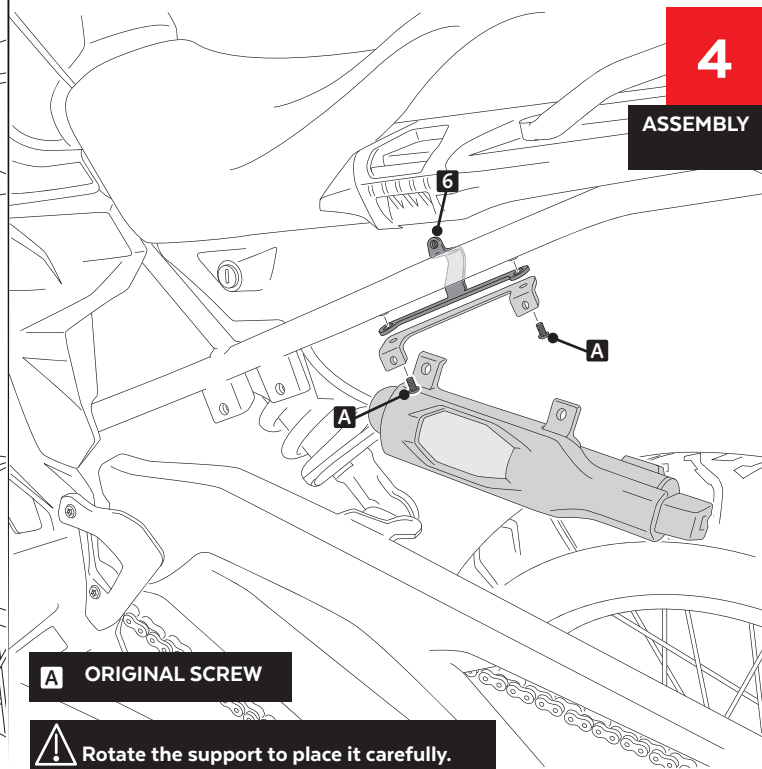 4
ASSEMBLY
6
A
A
A ORIGINAL SCREW
Rotate the support to place it carefully.